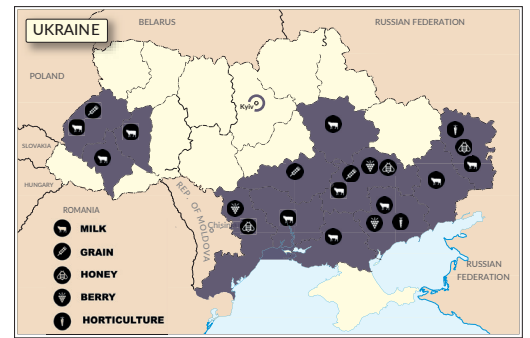 BELARUS
RUSSIAN FEDERATION
UKRAINE
POLAND
Kyiv
SLOVAKIA
HUNGARY
REP. OF MOLDOVA
ROMANIA
MILK
GRAIN
HONEY
BERRY
HORTICULTURE
RUSSIAN
FEDERATION